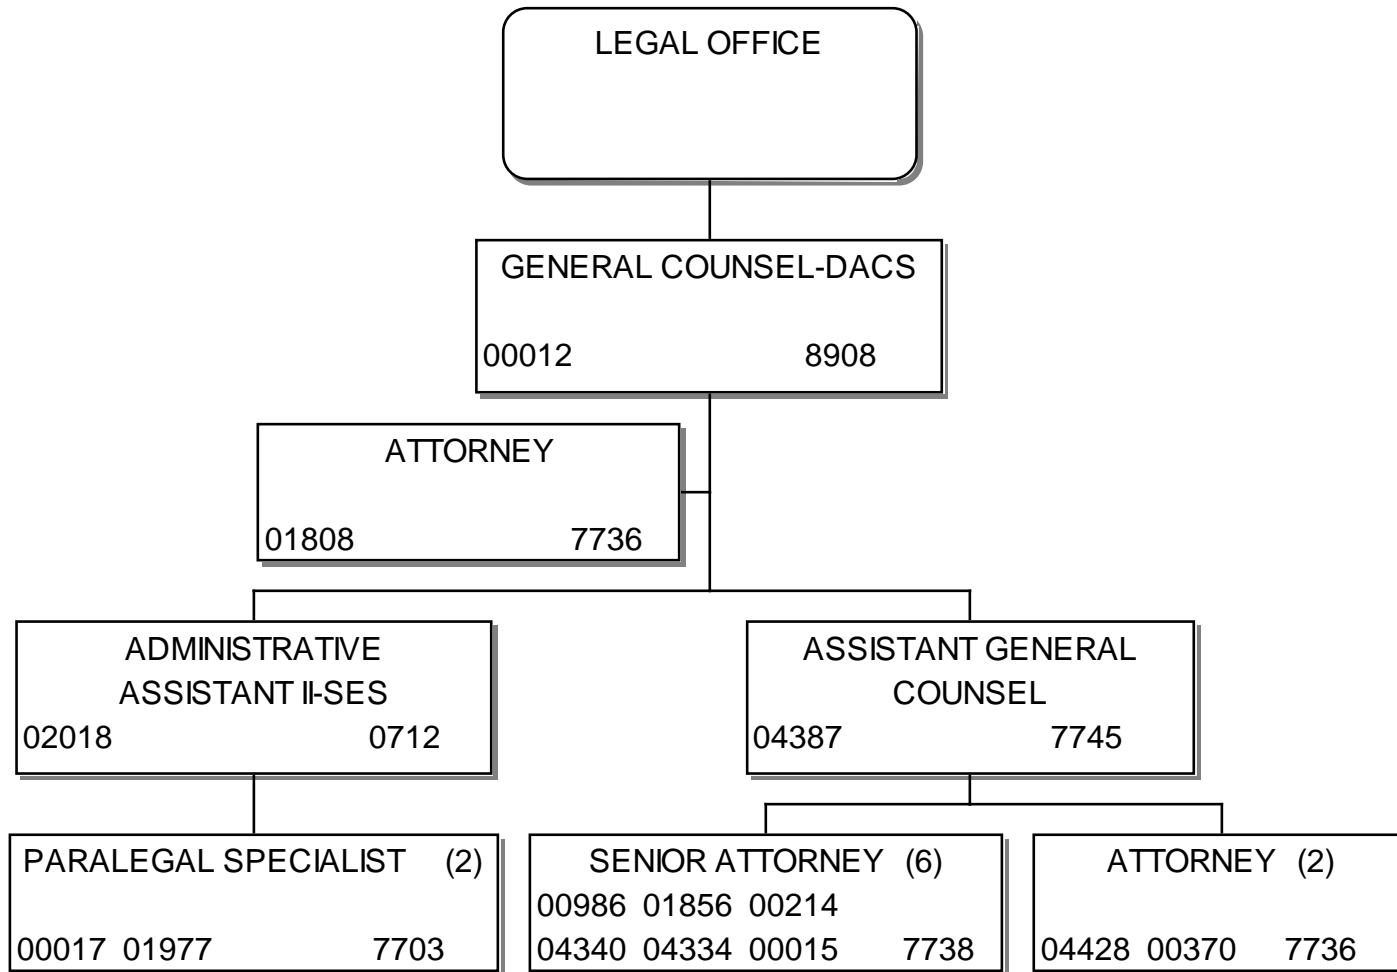 LEGAL OFFICE
GENERAL COUNSEL-DACS
00012 8908
ATTORNEY
01808 7736
ADMINISTRATIVE
ASSISTANT II-SES
02018 0712
ASSISTANT GENERAL
COUNSEL
04387 7745
PARALEGAL SPECIALIST (2)
00017 01977 7703
SENIOR ATTORNEY (6)
00986 01856 00214
04340 04334 00015 7738
ATTORNEY (2)
04428 00370 7736